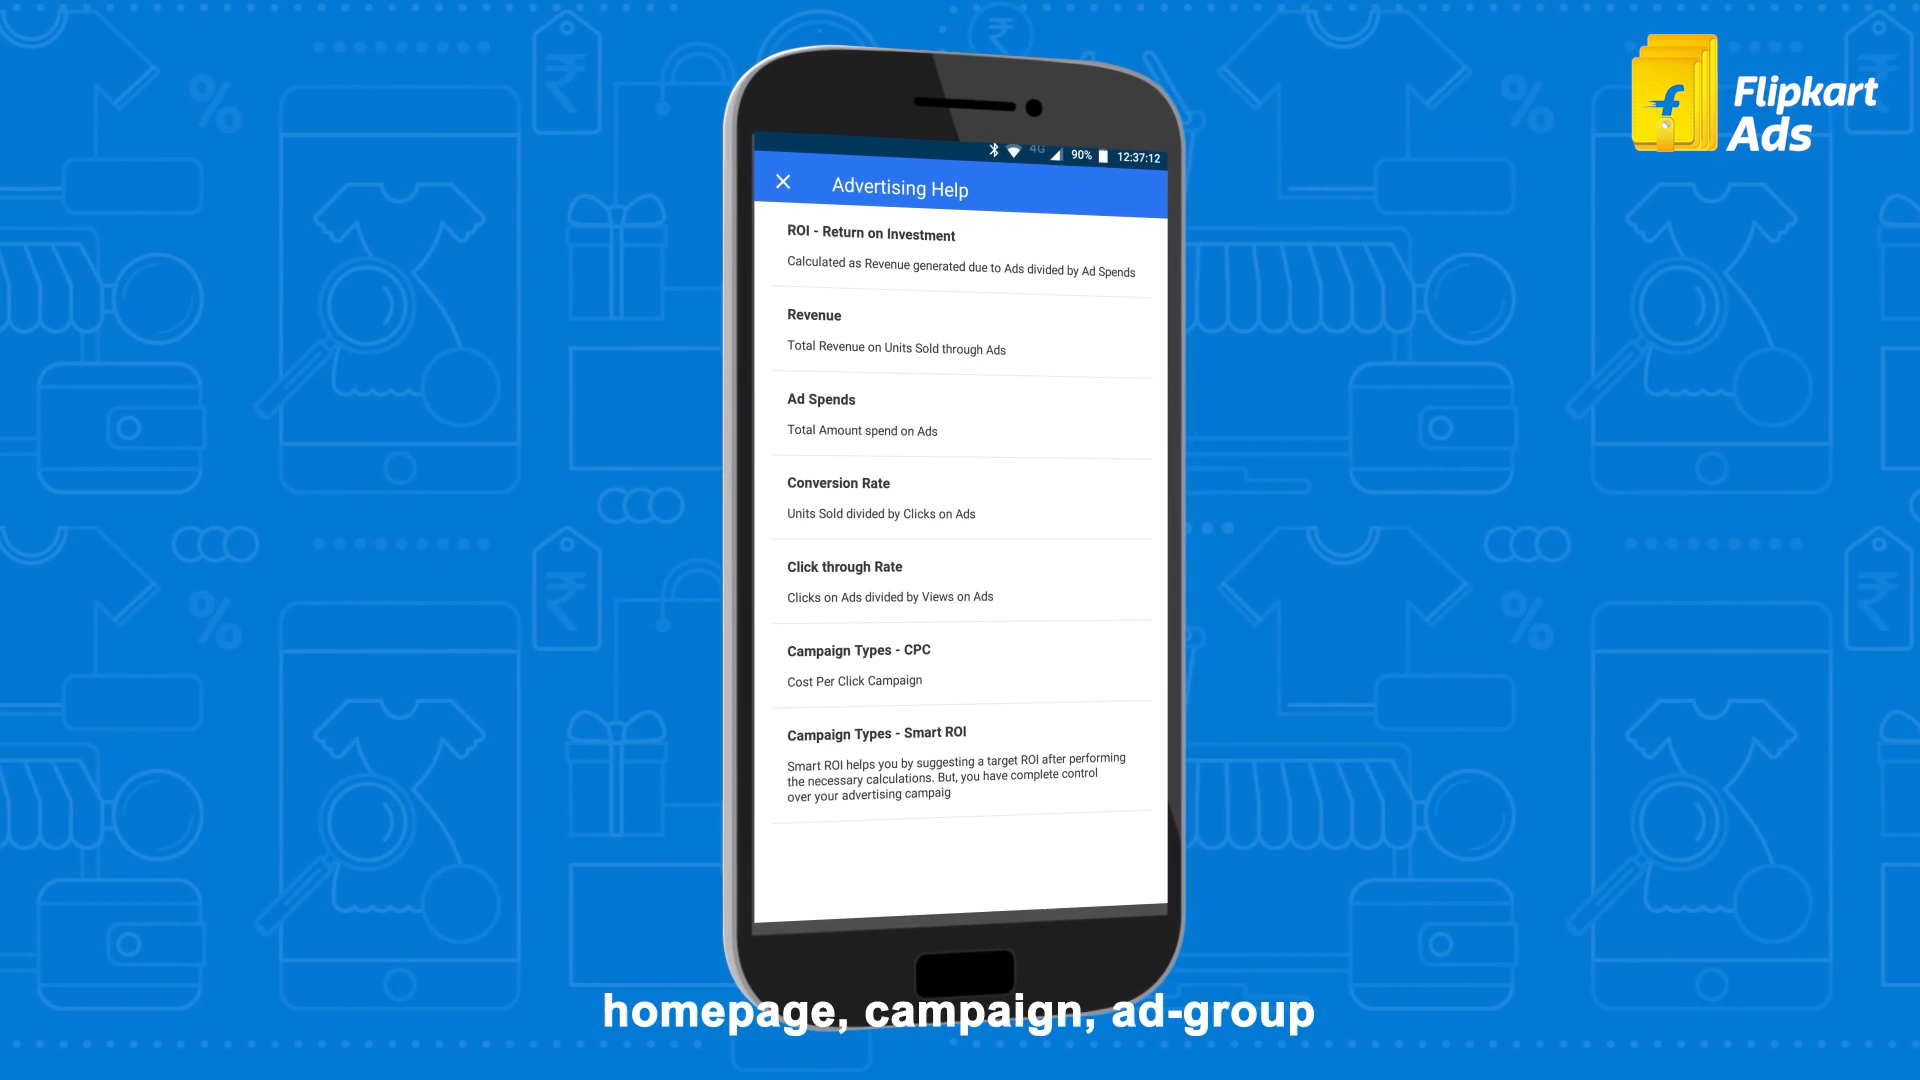 Flipkart
Ads
4G 90% 12:37:12
Advertising Help
ROI - Return on Investment
Calculated as Revenue generated due to Ads divided by Ad Spends
Revenue
Total Revenue on Units Sold through Ads
Ad Spends
Total Amount spend on Ads
Conversion Rate
Units Sold divided by Clicks on Ads
Click through Rate
Clicks on Ads divided by Views on Ads
Campaign Types - CPC
Cost Per Click Campaign
Campaign Types - Smart ROI
Smart ROI helps you by suggesting a target ROI after performing
the necessary calculations. But, you have complete control
over your advertising campaig
homepage, campaign, ad-group